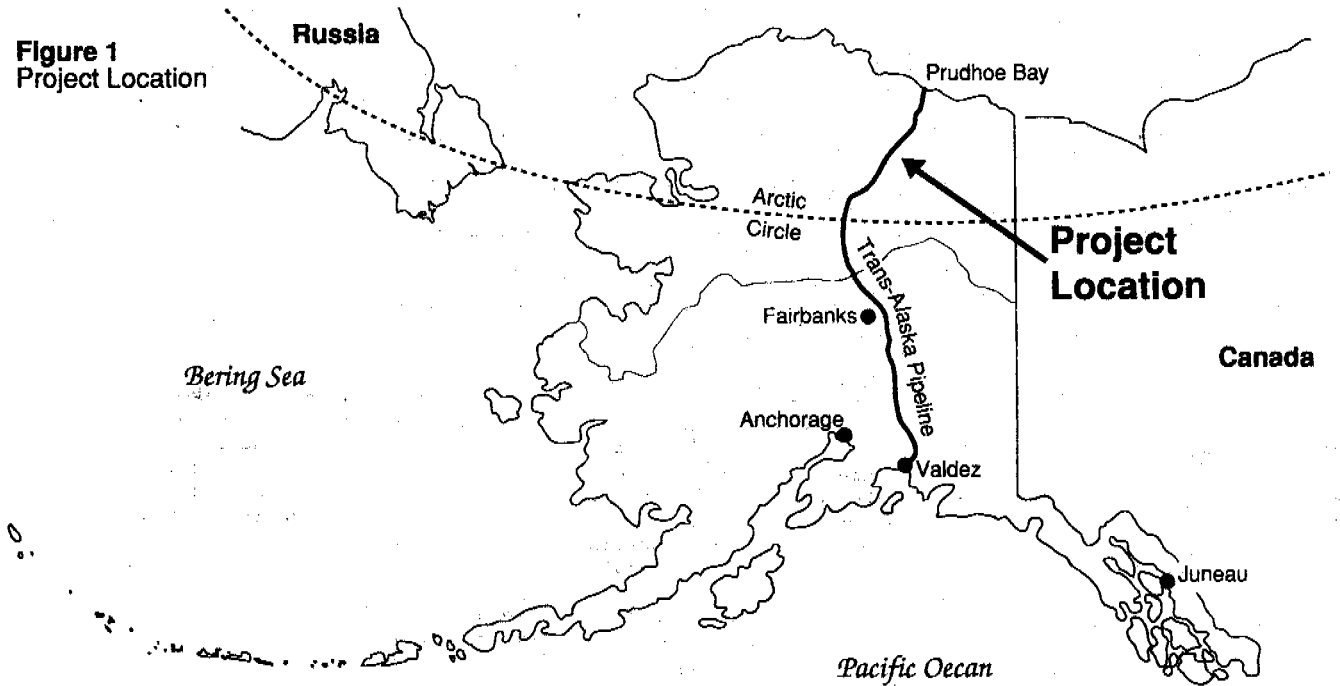 Figure 1
Project Location
Russia
Prudhoe Bay
Arctic
Circle
Project
Location
Trans-Alaska Pipeline
Fairbanks
Canada
Bering Sea
Anchorage
Valdez
Juneau
Pacific Oecan